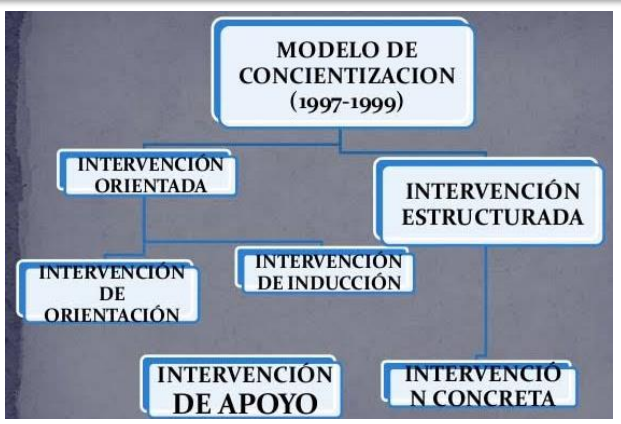 MODELO DE
CONCIENTIZACION
(1997-1999)
INTERVENCIÓN
ORIENTADA
INTERVENCIÓN
ESTRUCTURADA
INTERVENCIÓN
DE
ORIENTACIÓN
INTERVENCIÓN
DE INDUCCIÓN
INTERVENCIÓN
DE APOYO
INTERVENCIÓ
N CONCRETA